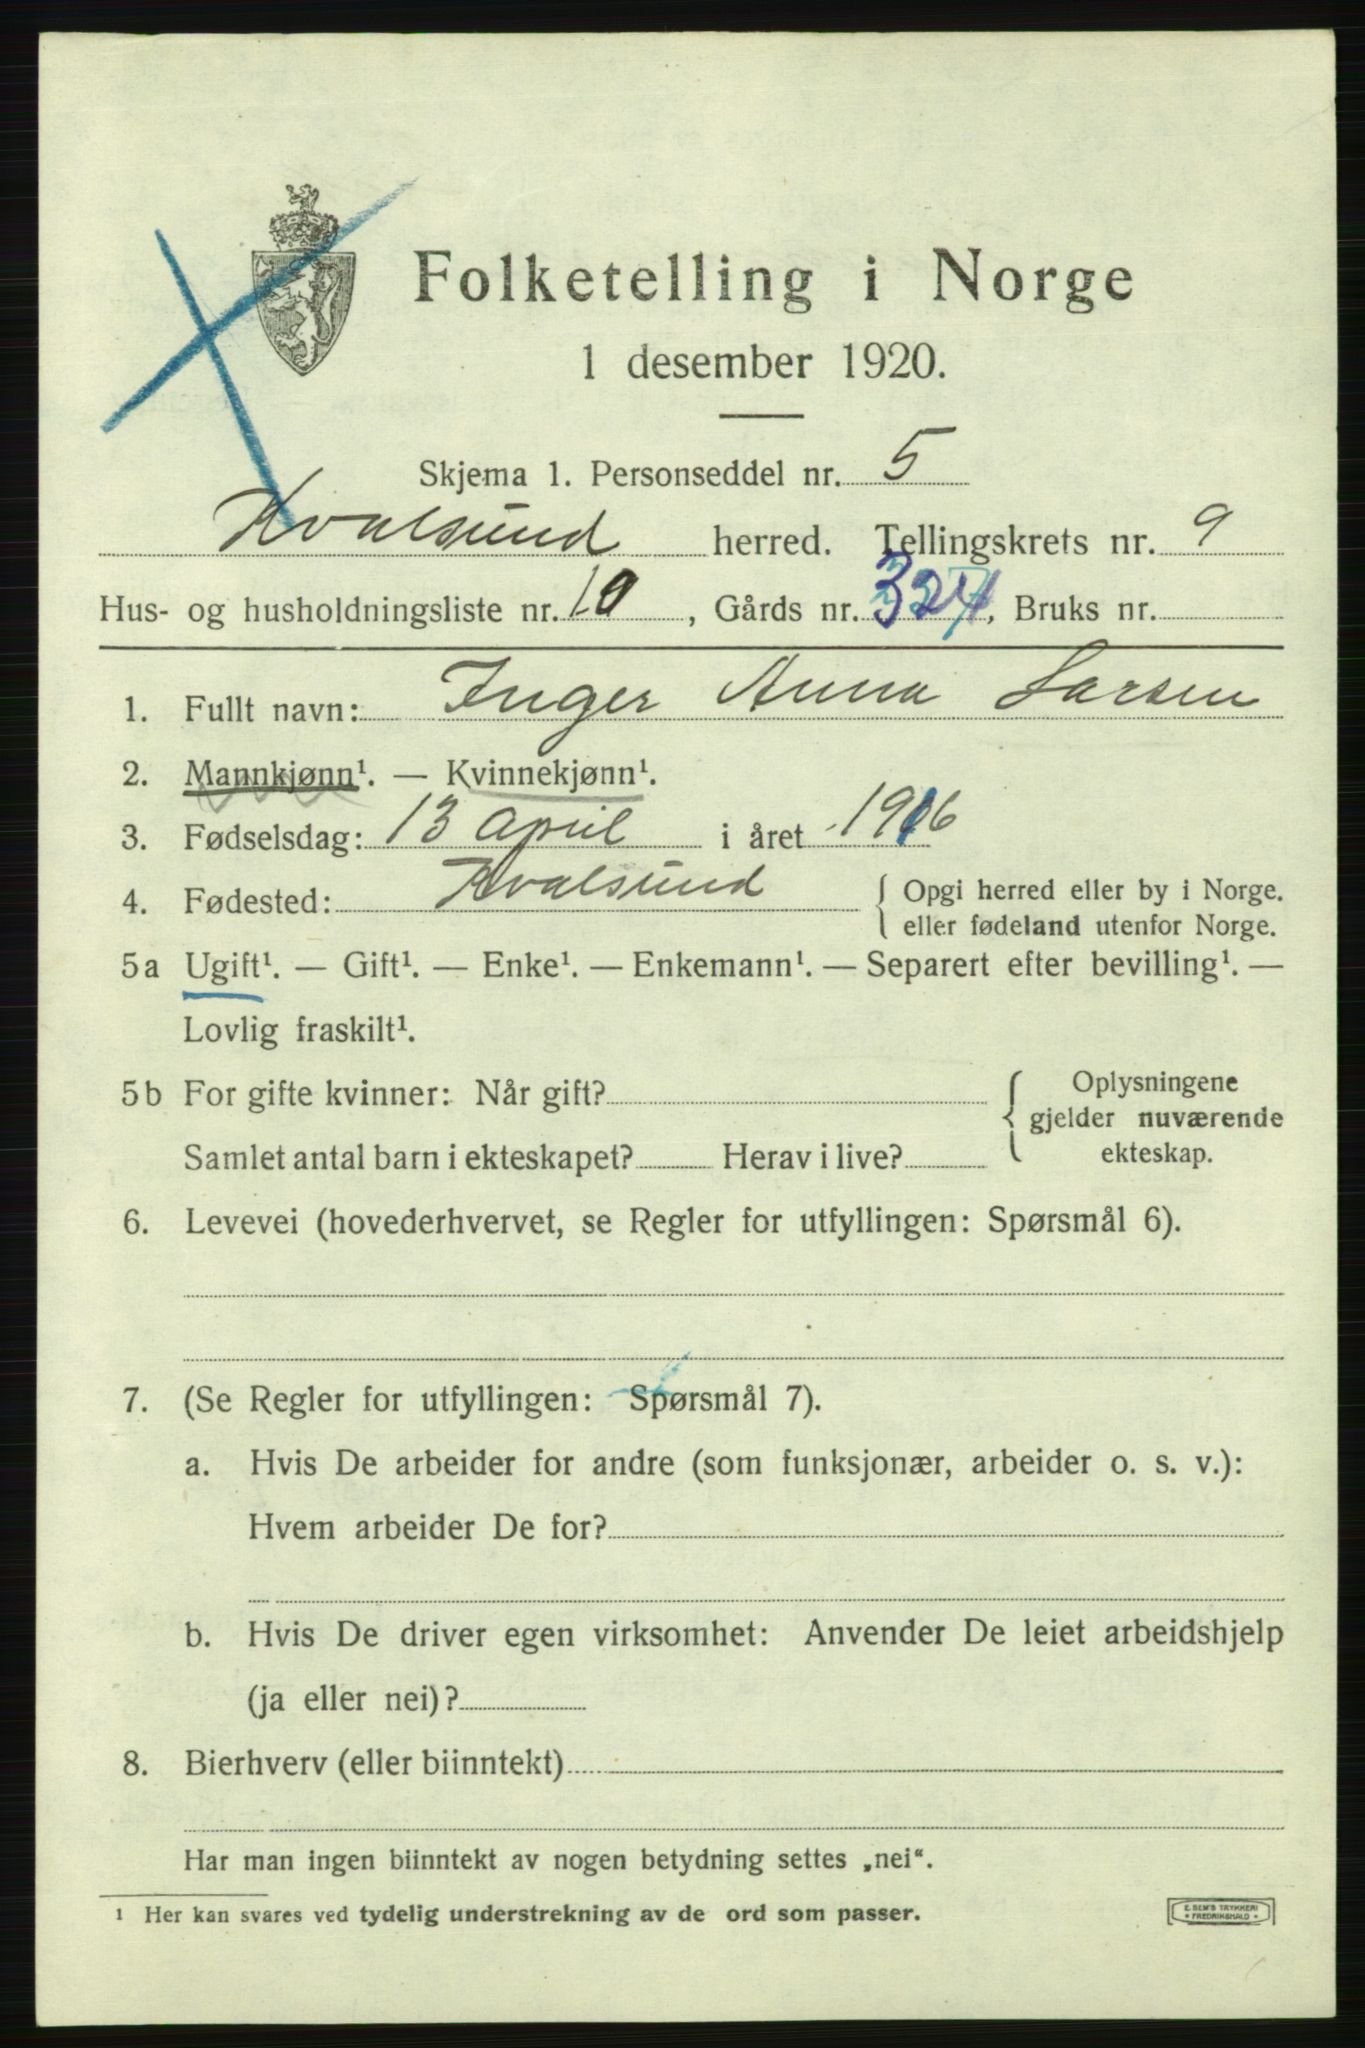 Folketelling i Norge
1 desember 1920.
Skjema 1. Personseddel nr. 5
Kvalsund herred. Tellingskrets nr. 9
Hus- og husholdningsliste nr. 10, Gårds nr. , Bruks nr.
1. Fullt navn: Inger Anna Larsen
2. Mannkjønn¹. — Kvinnekjønn¹.
3. Fødselsdag: 13 april i året 1916
4. Fødested: Kvalsund { Opgi herred eller by i Norge.
eller fødeland utenfor Norge.
5a Ugift¹. — Gift¹. — Enke¹. — Enkemann¹. — Separert efter bevilling¹. —
Lovlig fraskilt¹.
5b For gifte kvinner: Når gift? { Oplysningene
gjelder nuværende
Samlet antal barn i ekteskapet? Herav i live? ekteskap.
6. Levevei (hovederhvervet, se Regler for utfyllingen: Spørsmål 6).
7. (Se Regler for utfyllingen: Spørsmål 7).
a. Hvis De arbeider for andre (som funksjonær, arbeider o. s. v.):
Hvem arbeider De for?
b. Hvis De driver egen virksomhet: Anvender De leiet arbeidshjelp
(ja eller nei)?
8. Bierhverv (eller biinntekt)
Har man ingen biinntekt av nogen betydning settes „nei“.
¹ Her kan svares ved tydelig understrekning av de ord som passer.
E. SEM'S TRYKKERI
• FREDRIKSHALD •